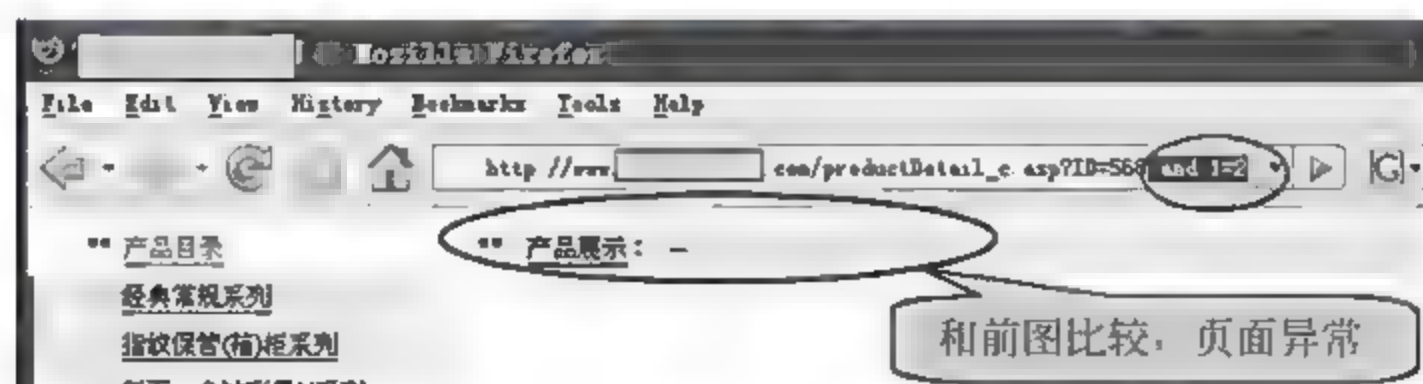 Mozilla Firefox
File Edit View History Bookmarks Tools Help
http://www. .com/productDetail_c.asp?ID=568 and 1=2
G
产品目录
产品展示: -
经典常规系列
指纹保管(箱)柜系列
和前图比较，页面异常